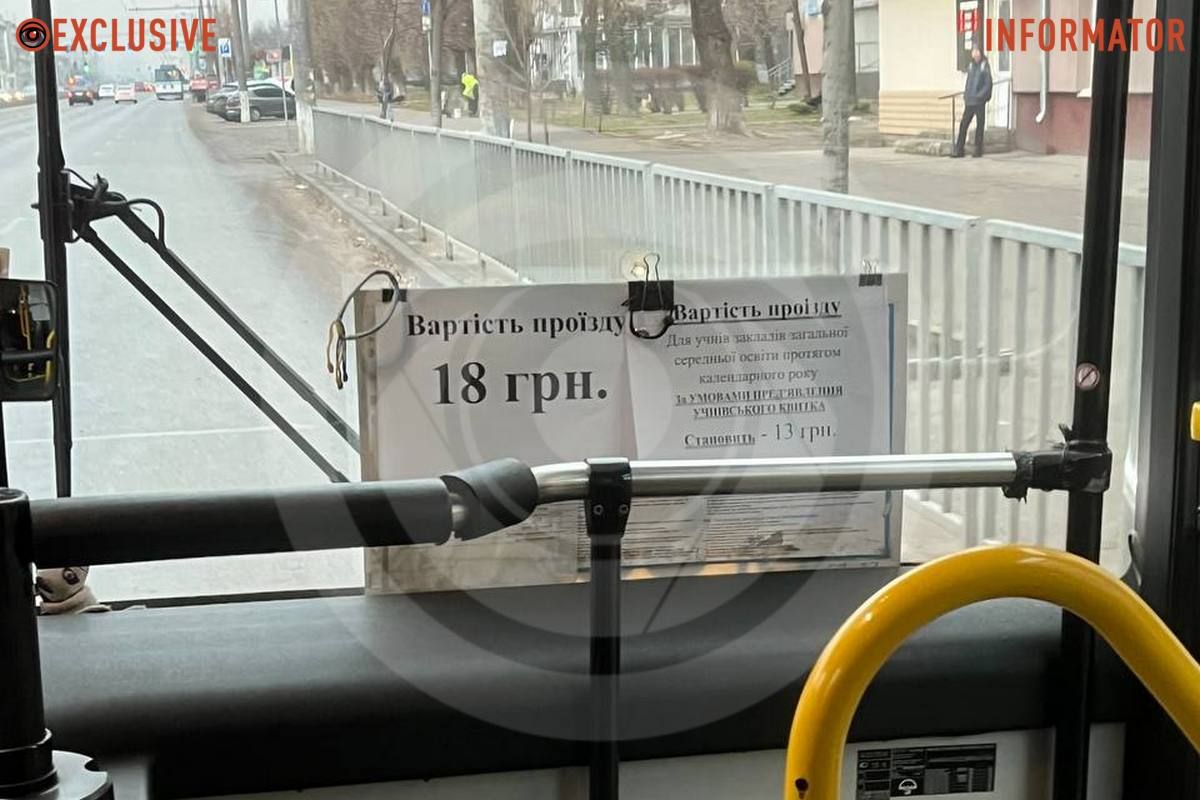 EXCLUSIVE
INFORMATOR
Вартість проїзду
18 грн.
Вартість проїзду
Для учнів закладів загальної
середньої освіти протягом
календарного року
За УМОВАМИ ПРЕД'ЯВЛЕННЯ
УЧНІВСЬКОГО КВИТКА
Становить - 13 грн.